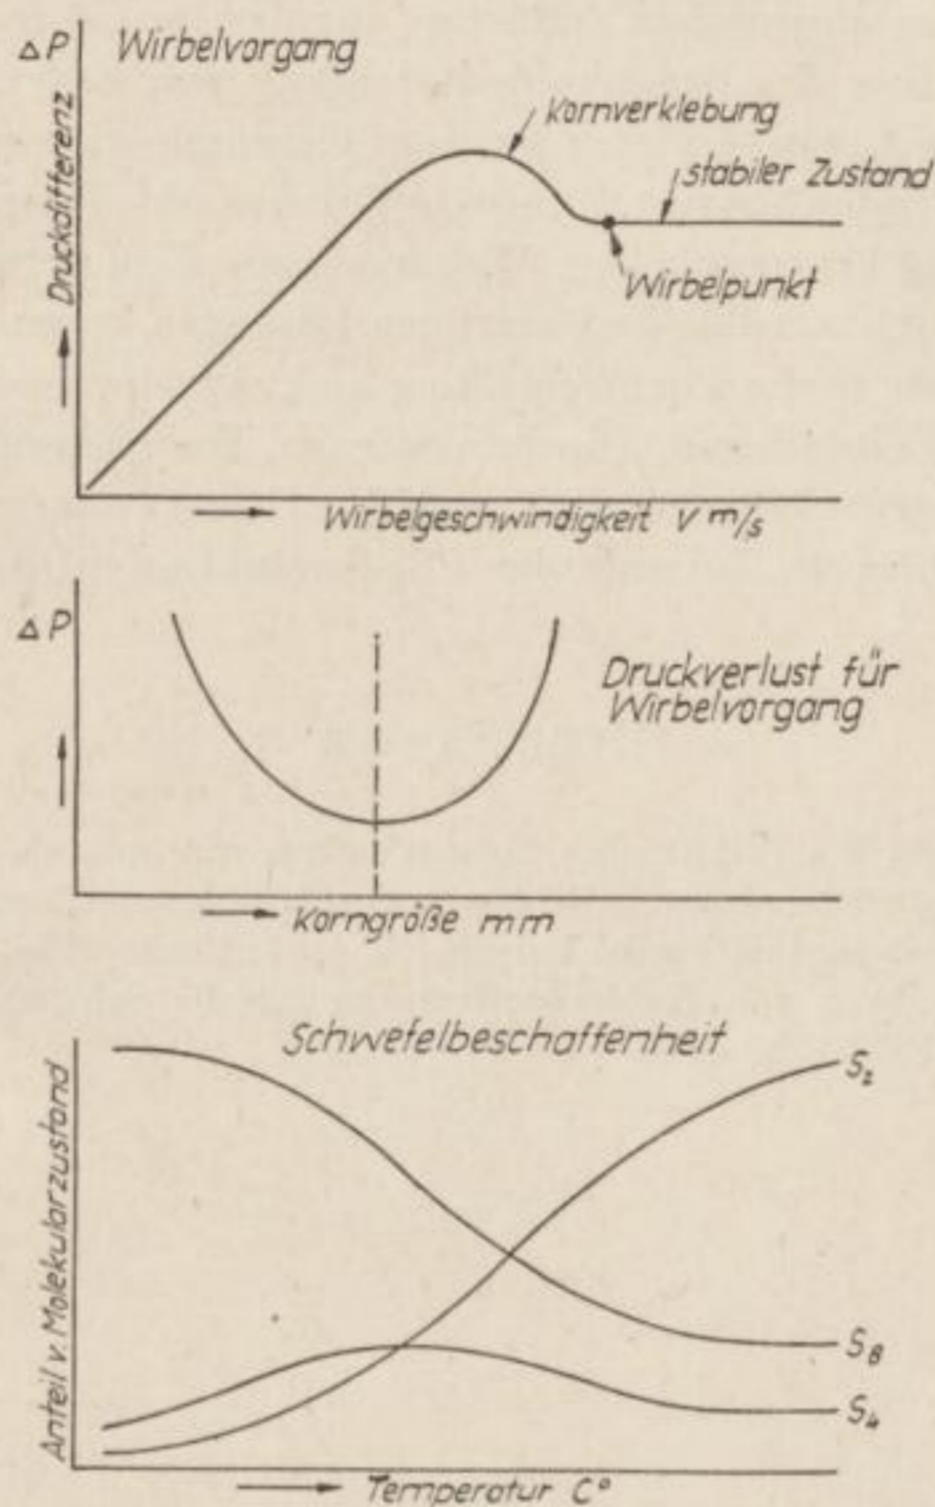 ΔP Wirbelvorgang
Druckdifferenz
Kornverklebung
stabiler Zustand
Wirbelpunkt
Wirbelgeschwindigkeit V m/s
ΔP
Druckverlust für
Wirbelvorgang
Korngröße mm
Schwefelbeschaffenheit
Anteil v. Molekularzustand
S₂
S₈
S₄
Temperatur C°